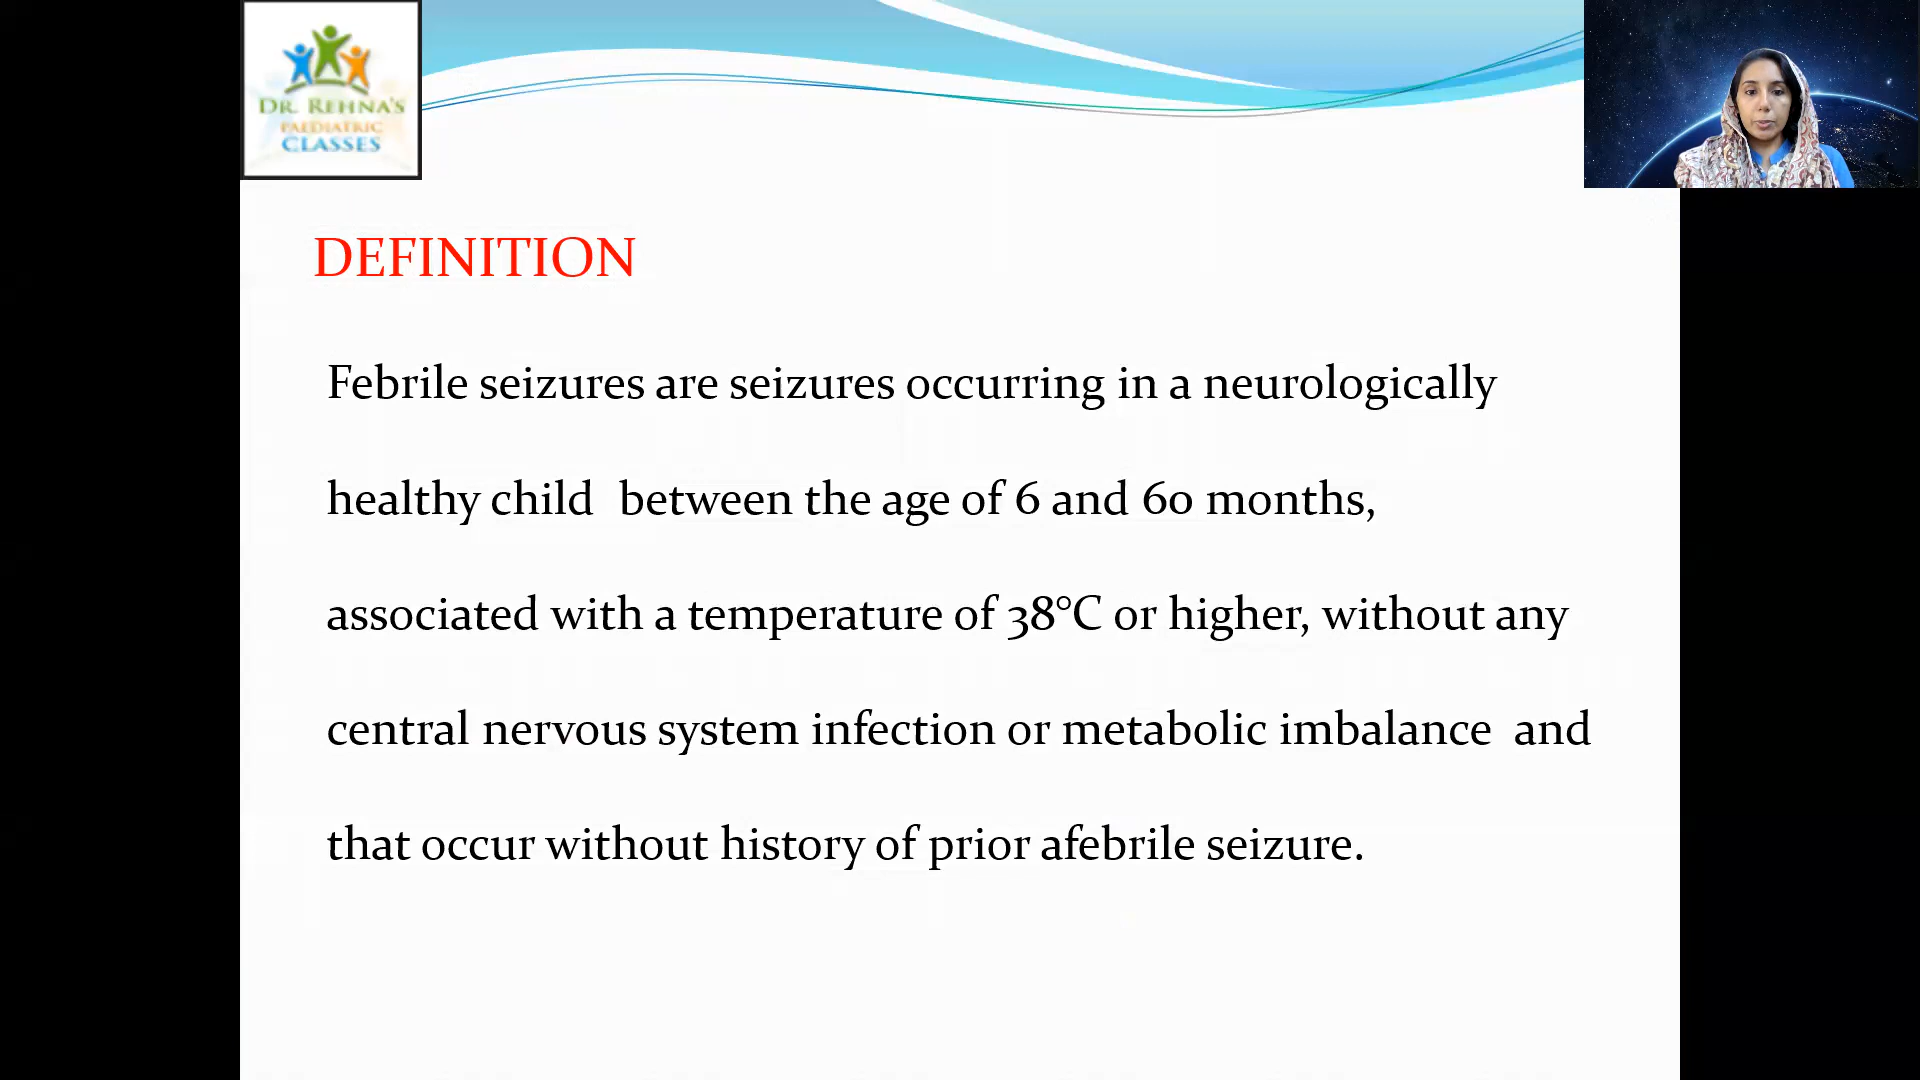 DR. REHNA'S
PAEDIATRIC
CLASSES
DEFINITION
Febrile seizures are seizures occurring in a neurologically
healthy child between the age of 6 and 60 months,
associated with a temperature of 38°C or higher, without any
central nervous system infection or metabolic imbalance and
that occur without history of prior afebrile seizure.